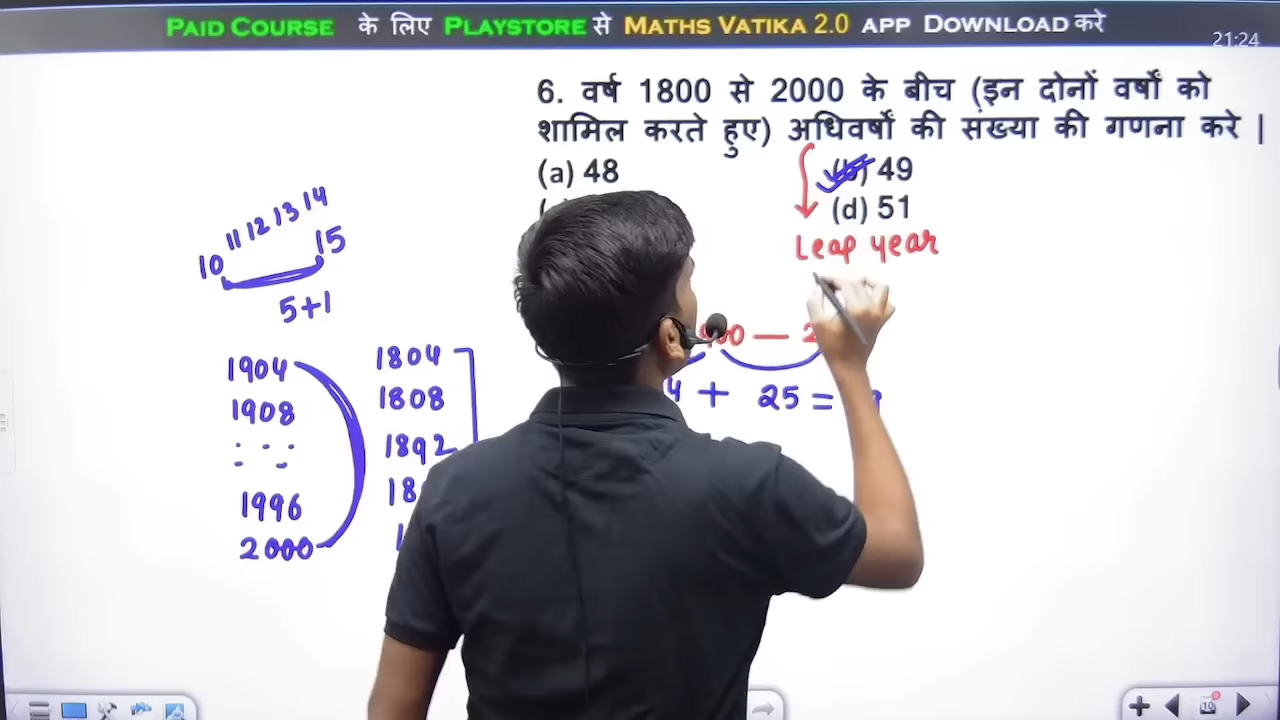 PAID COURSE के लिए PLAYSTORE से MATHS VATIKA 2.0 APP DOWNLOAD करे
21:24
6. वर्ष 1800 से 2000 के बीच (इन दोनों वर्षों को
शामिल करते हुए) अधिवर्षों की संख्या की गणना करे |
(a) 48
(b) 49
(d) 51
Leap year
10 11 12 13 14 15
5+1
1904
1908
1996
2000
1804
1808
1892
+ 25 =